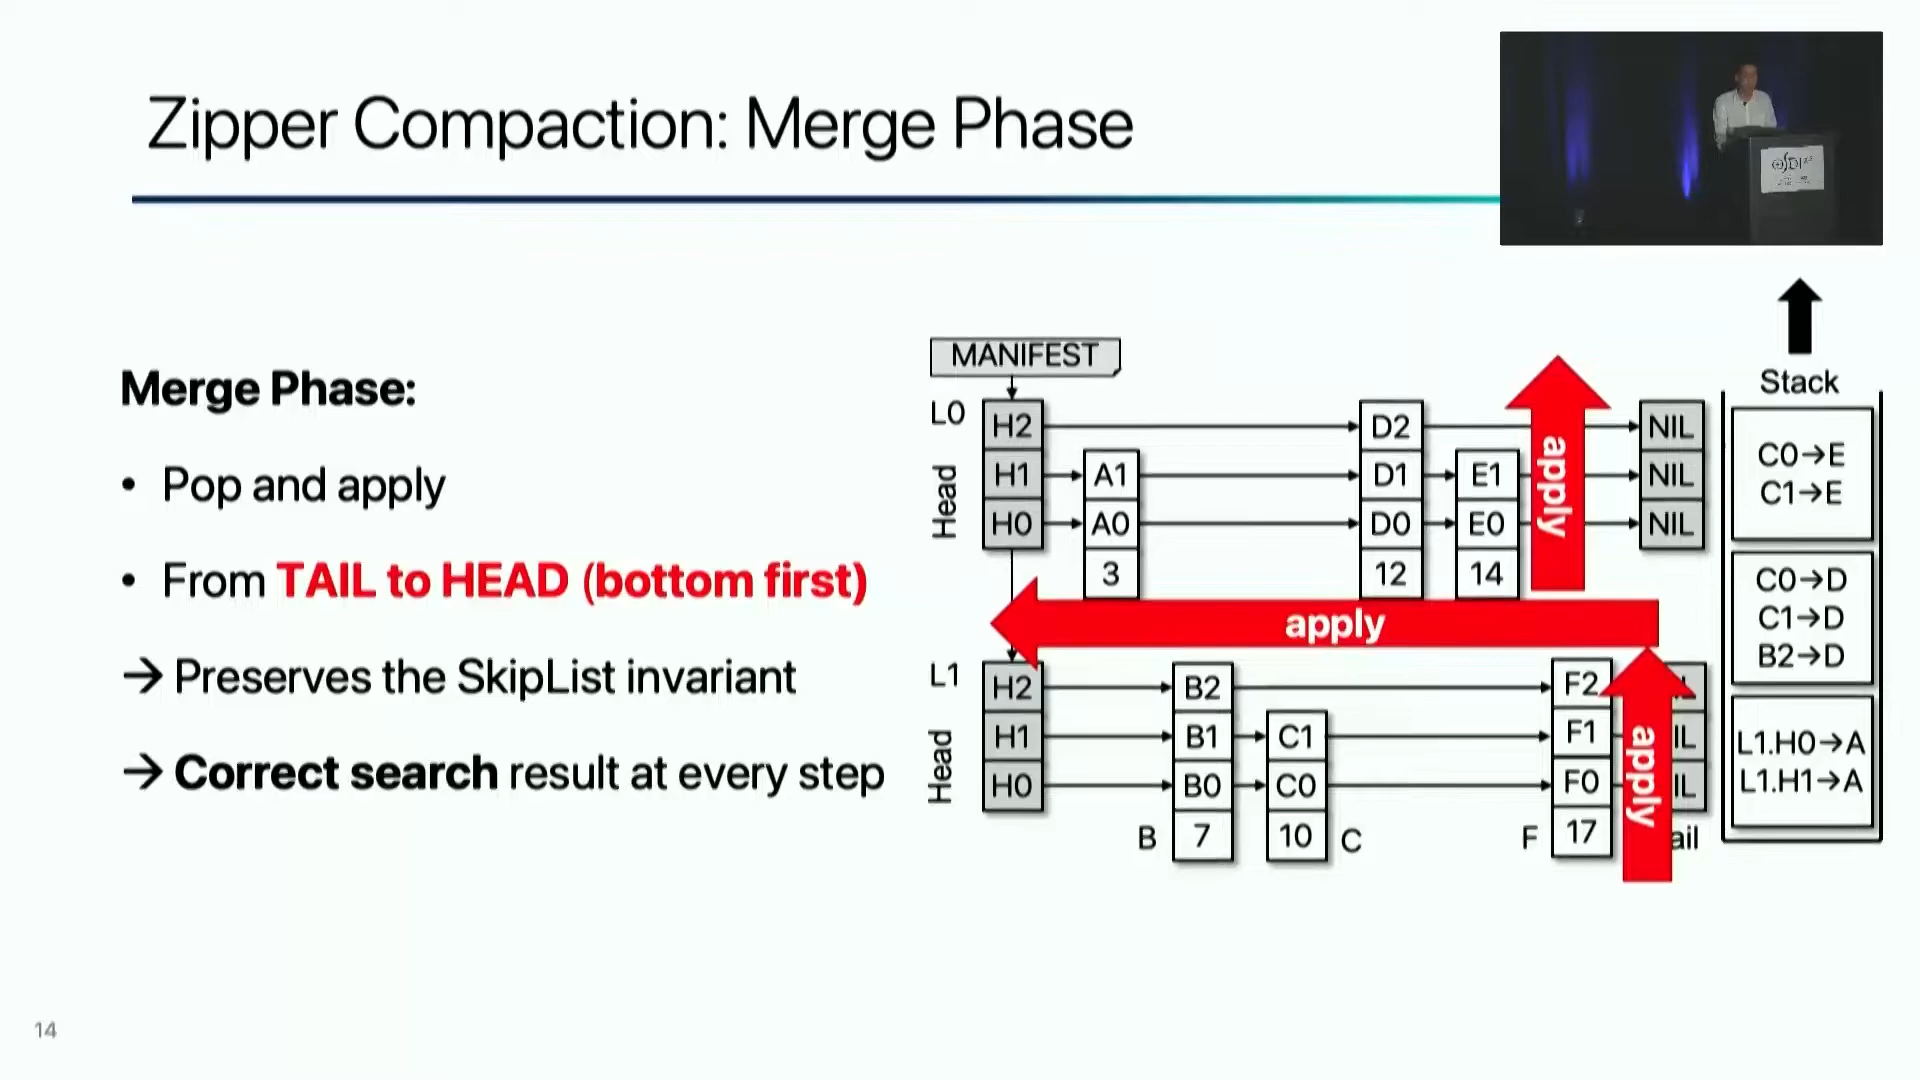 Zipper Compaction: Merge Phase
Merge Phase:
• Pop and apply
• From TAIL to HEAD (bottom first)
→ Preserves the SkipList invariant
→ Correct search result at every step
MANIFEST
L0
Head
H2 D2 NIL
H1 A1 D1 E1 NIL
H0 A0 D0 E0 NIL
3 12 14
apply
apply
L1
Head
H2 B2 F2
H1 B1 C1 F1 IL
H0 B0 C0 F0 IL
B 7 10 C F 17 ail
apply
Stack
C0→E
C1→E
C0→D
C1→D
B2→D
L1.H0→A
L1.H1→A
14